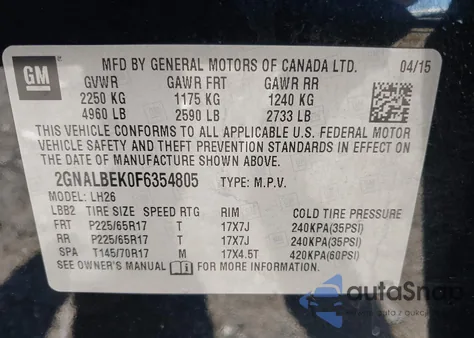 GM
MFD BY GENERAL MOTORS OF CANADA LTD. 04/15
GVWR GAWR FRT GAWR RR
2250 KG 1175 KG 1240 KG
4960 LB 2590 LB 2733 LB
THIS VEHICLE CONFORMS TO ALL APPLICABLE U.S. FEDERAL MOTOR
VEHICLE SAFETY AND THEFT PREVENTION STANDARDS IN EFFECT ON
THE DATE OF MANUFACTURE SHOWN ABOVE.
2GNALBEK0F6354805 TYPE: M.P.V.
MODEL: LH26
LBB2 TIRE SIZE SPEED RTG RIM COLD TIRE PRESSURE
FRT P225/65R17 T 17X7J 240KPA(35PSI)
RR P225/65R17 T 17X7J 240KPA(35PSI)
SPA T145/70R17 M 17X4.5T 420KPA(60PSI)
SEE OWNER'S MANUAL FOR MORE INFORMATION.
autoSnap